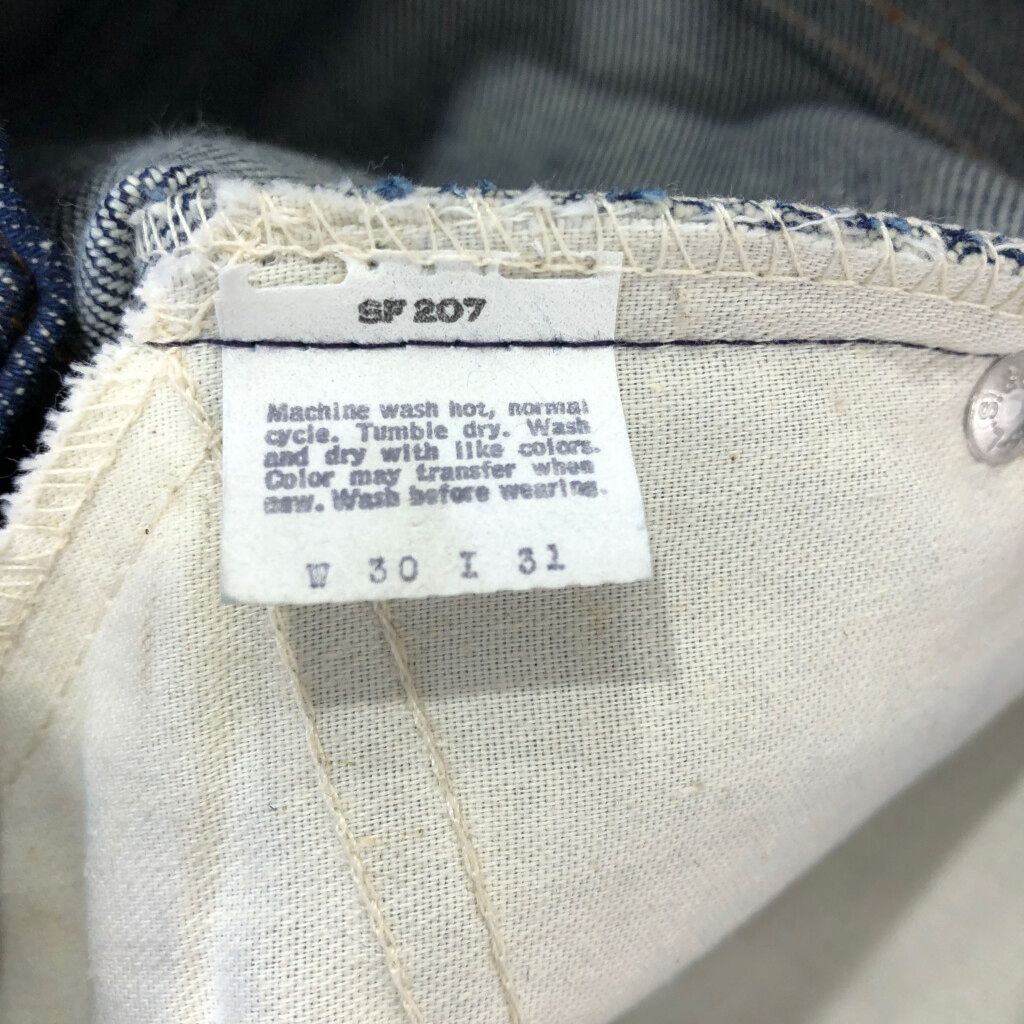 SF 207
Machine wash hot, normal
cycle. Tumble dry. Wash
and dry with like colors.
Color may transfer when
new. Wash before wearing.
W 30 I 31